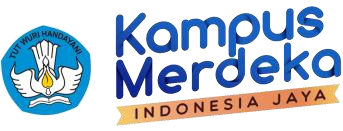 TUT WURI HANDAYANI
Kampus
Merdeka
INDONESIA JAYA